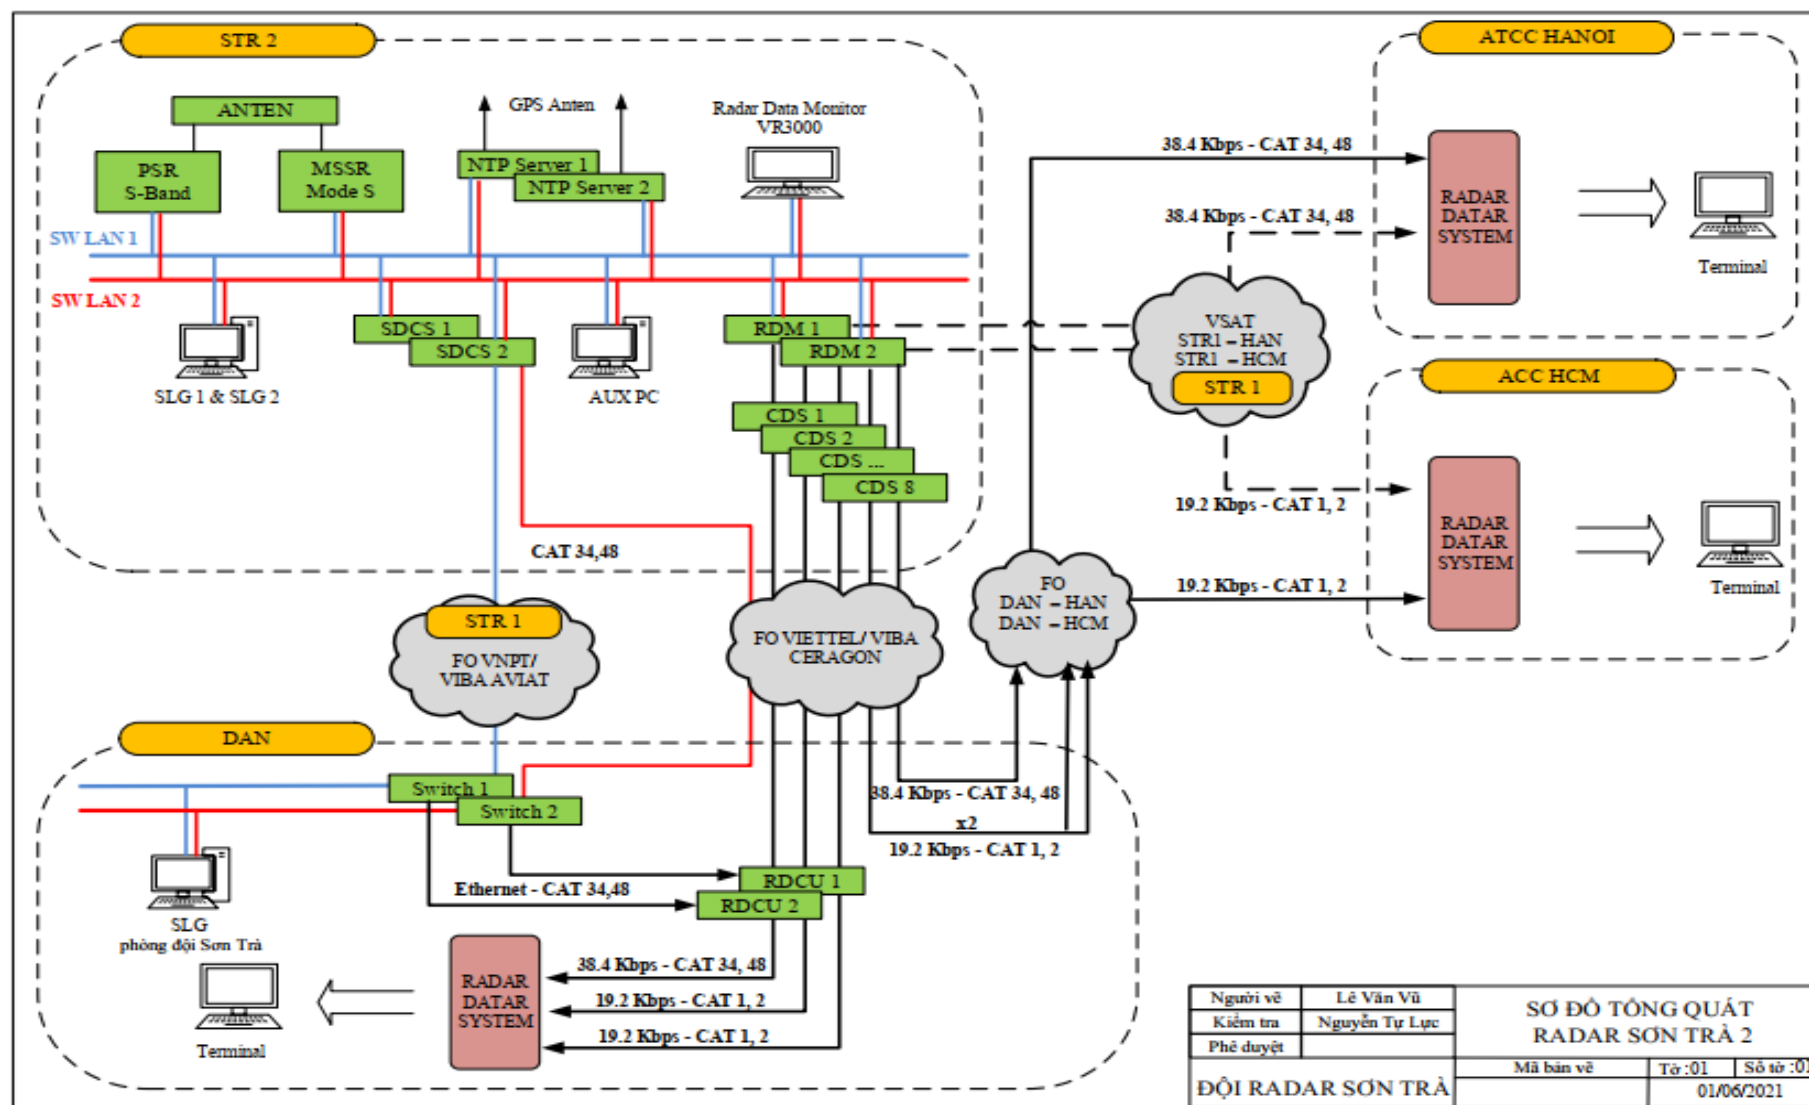 STR 2
ANTEN
GPS Anten
Radar Data Monitor
VR3000
PSR
S-Band
MSSR
Mode S
NTP Server 1
NTP Server 2
SW LAN 1
SW LAN 2
SLG 1 & SLG 2
SDCS 1
SDCS 2
AUX PC
RDM 1
RDM 2
CDS 1
CDS 2
CDS ...
CDS 8
CAT 34,48
ATCC HANOI
38.4 Kbps - CAT 34, 48
38.4 Kbps - CAT 34, 48
RADAR
DATAR
SYSTEM
Terminal
VSAT
STR1 – HAN
STR1 – HCM
STR 1
ACC HCM
19.2 Kbps - CAT 1, 2
RADAR
DATAR
SYSTEM
19.2 Kbps - CAT 1, 2
Terminal
FO
DAN – HAN
DAN – HCM
STR 1
FO VNPT/
VIBA AVIAT
FO VIETTEL/ VIBA
CERAGON
DAN
Switch 1
Switch 2
38.4 Kbps - CAT 34, 48
x2
19.2 Kbps - CAT 1, 2
SLG
phòng đội Sơn Trà
Ethernet - CAT 34,48
RDCU 1
RDCU 2
38.4 Kbps - CAT 34, 48
19.2 Kbps - CAT 1, 2
19.2 Kbps - CAT 1, 2
RADAR
DATAR
SYSTEM
Terminal
Người vẽ Lê Văn Vũ
Kiểm tra Nguyễn Tự Lực
Phê duyệt
SƠ ĐỒ TỔNG QUÁT
RADAR SƠN TRÀ 2
ĐỘI RADAR SƠN TRÀ
Mã bản vẽ Tờ :01 Số tờ :01
01/06/2021